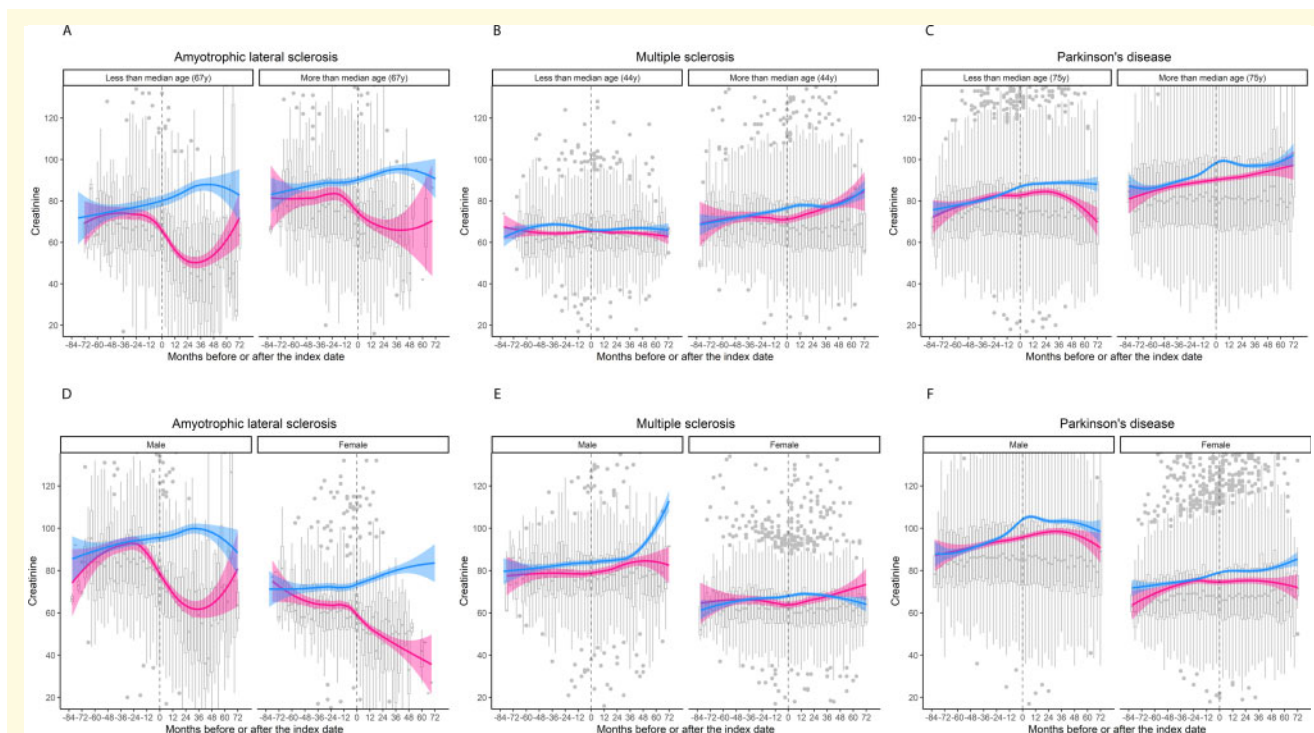 A
B
C
Amyotrophic lateral sclerosis
Multiple sclerosis
Parkinson's disease
Less than median age (67y) More than median age (67y)
Less than median age (44y) More than median age (44y)
Less than median age (75y) More than median age (75y)
Creatinine
120
100
80
60
40
20
-84-72-60-48-36-24-12 0 12 24 36 48 60 72 -84-72-60-48-36-24-12 0 12 24 36 48 60 72
Months before or after the index date
Creatinine
120
100
80
60
40
20
-84-72-60-48-36-24-12 0 12 24 36 48 60 72 -84-72-60-48-36-24-12 0 12 24 36 48 60 72
Months before or after the index date
Creatinine
120
100
80
60
40
20
-84-72-60-48-36-24-12 0 12 24 36 48 60 72 -84-72-60-48-36-24-12 0 12 24 36 48 60 72
Months before or after the index date
D
E
F
Amyotrophic lateral sclerosis
Multiple sclerosis
Parkinson's disease
Male Female
Male Female
Male Female
Creatinine
120
100
80
60
40
20
-84-72-60-48-36-24-12 0 12 24 36 48 60 72 -84-72-60-48-36-24-12 0 12 24 36 48 60 72
Months before or after the index date
Creatinine
120
100
80
60
40
20
-84-72-60-48-36-24-12 0 12 24 36 48 60 72 -84-72-60-48-36-24-12 0 12 24 36 48 60 72
Months before or after the index date
Creatinine
120
100
80
60
40
20
-84-72-60-48-36-24-12 0 12 24 36 48 60 72 -84-72-60-48-36-24-12 0 12 24 36 48 60 72
Months before or after the index date